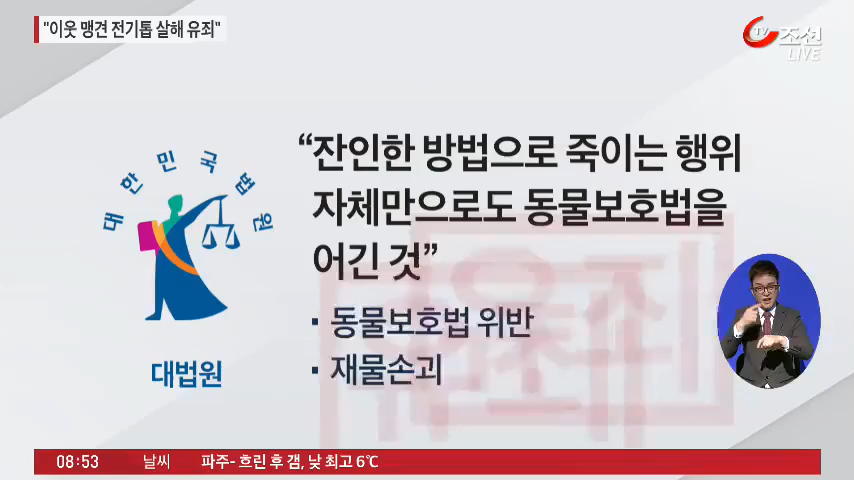 "이웃 맹견 전기톱 살해 유죄"
TV조선
LIVE
대한민국법원
대법원
“잔인한 방법으로 죽이는 행위
자체만으로도 동물보호법을
어긴 것”
▪ 동물보호법 위반
▪ 재물손괴
08:53 날씨 파주- 흐린 후 갬, 낮 최고 6℃